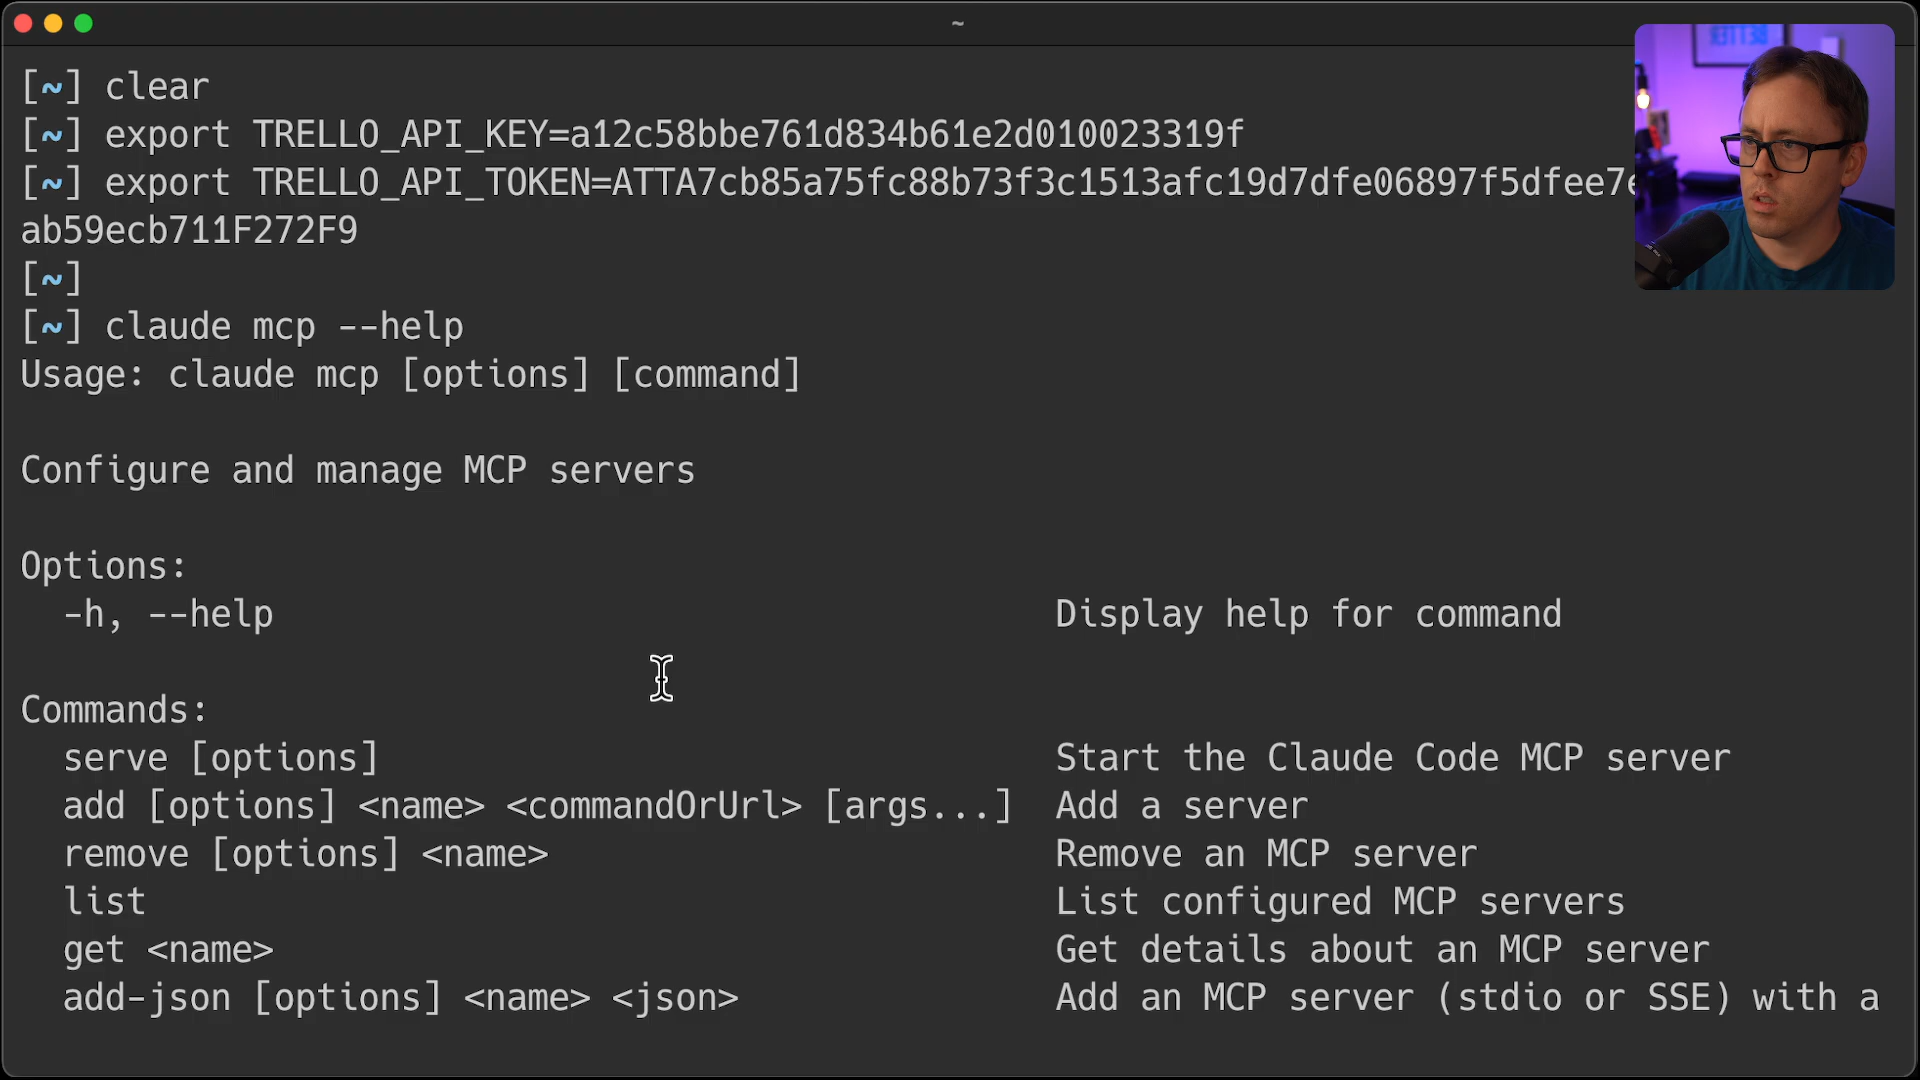 ~
[~] clear
[~] export TRELLO_API_KEY=a12c58bbe761d834b61e2d010023319f
[~] export TRELLO_API_TOKEN=ATTA7cb85a75fc88b73f3c1513afc19d7dfe06897f5dfee7e
ab59ecb711F272F9
[~]
[~] claude mcp --help
Usage: claude mcp [options] [command]
Configure and manage MCP servers
Options:
-h, --help Display help for command
Commands:
serve [options] Start the Claude Code MCP server
add [options] <name> <commandOrUrl> [args...] Add a server
remove [options] <name> Remove an MCP server
list List configured MCP servers
get <name> Get details about an MCP server
add-json [options] <name> <json> Add an MCP server (stdio or SSE) with a